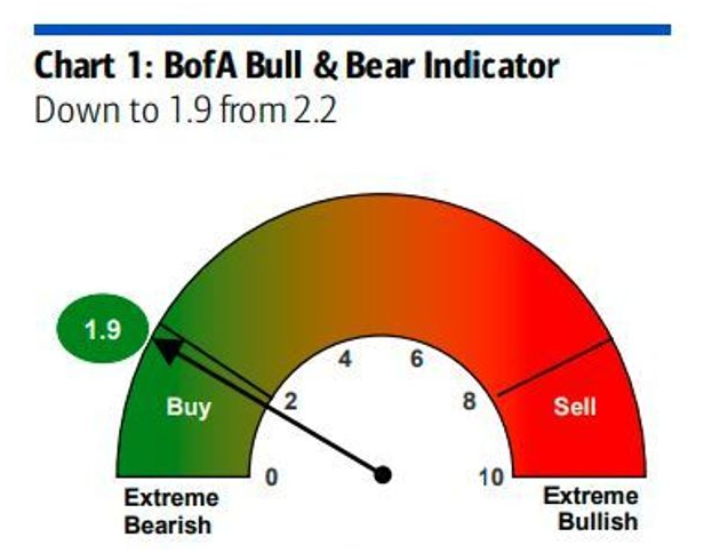 Chart 1: BofA Bull & Bear Indicator
Down to 1.9 from 2.2
1.9
4 6
Buy 2 8 Sell
0 10
Extreme
Bearish
Extreme
Bullish